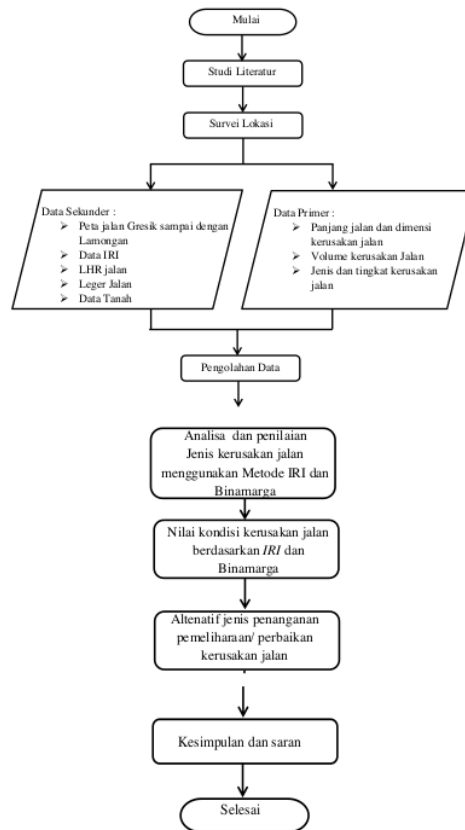 Mulai
Studi Literatur
Survei Lokasi
Data Sekunder :
➢ Peta jalan Gresik sampai dengan
Lamongan
➢ Data IRI
➢ LHR jalan
➢ Leger Jalan
➢ Data Tanah
Data Primer :
➢ Panjang jalan dan dimensi
kerusakan jalan
➢ Volume kerusakan Jalan
➢ Jenis dan tingkat kerusakan
jalan
Pengolahan Data
Analisa dan penilaian
Jenis kerusakan jalan
menggunakan Metode IRI dan
Binamarga
Nilai kondisi kerusakan jalan
berdasarkan IRI dan
Binamarga
Altenatif jenis penanganan
pemeliharaan/ perbaikan
kerusakan jalan
Kesimpulan dan saran
Selesai